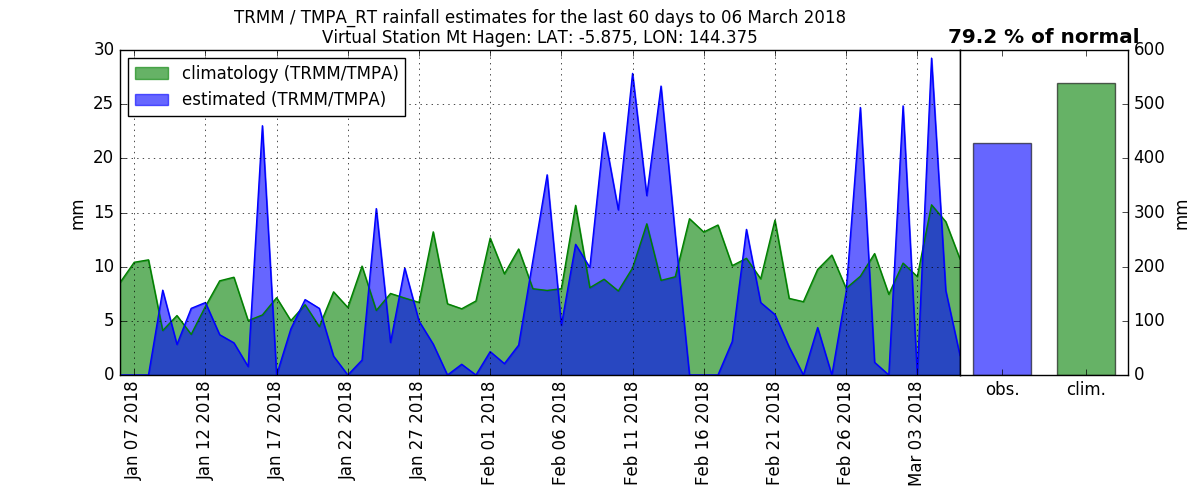 TRMM / TMPA_RT rainfall estimates for the last 60 days to 06 March 2018
Virtual Station Mt Hagen: LAT: -5.875, LON: 144.375
79.2 % of normal
climatology (TRMM/TMPA)
estimated (TRMM/TMPA)
mm
30
25
20
15
10
5
0
Jan 07 2018
Jan 12 2018
Jan 17 2018
Jan 22 2018
Jan 27 2018
Feb 01 2018
Feb 06 2018
Feb 11 2018
Feb 16 2018
Feb 21 2018
Feb 26 2018
Mar 03 2018
600
500
400
300
200
100
0
mm
obs.
clim.